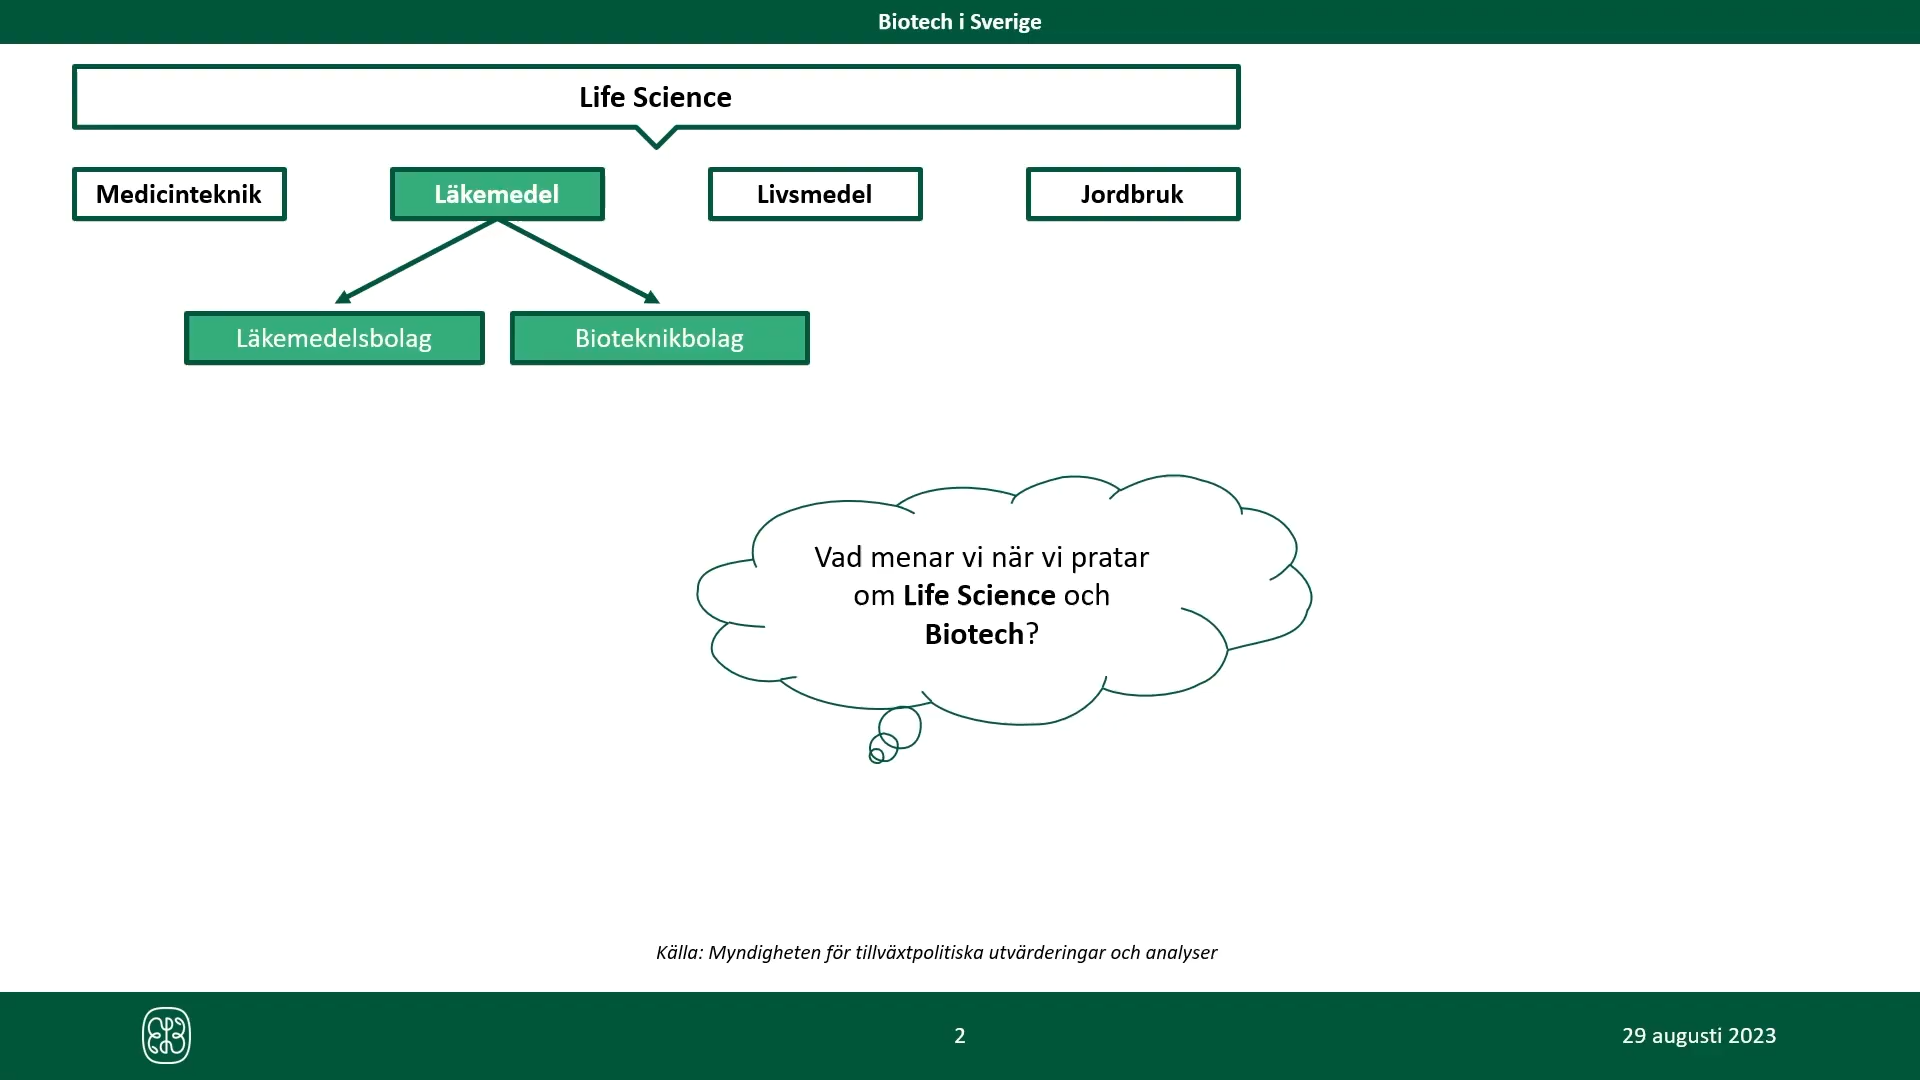 Biotech i Sverige
Life Science
Medicinteknik
Läkemedel
Livsmedel
Jordbruk
Läkemedelsbolag
Bioteknikbolag
Vad menar vi när vi pratar
om Life Science och
Biotech?
Källa: Myndigheten för tillväxtpolitiska utvärderingar och analyser
2
29 augusti 2023